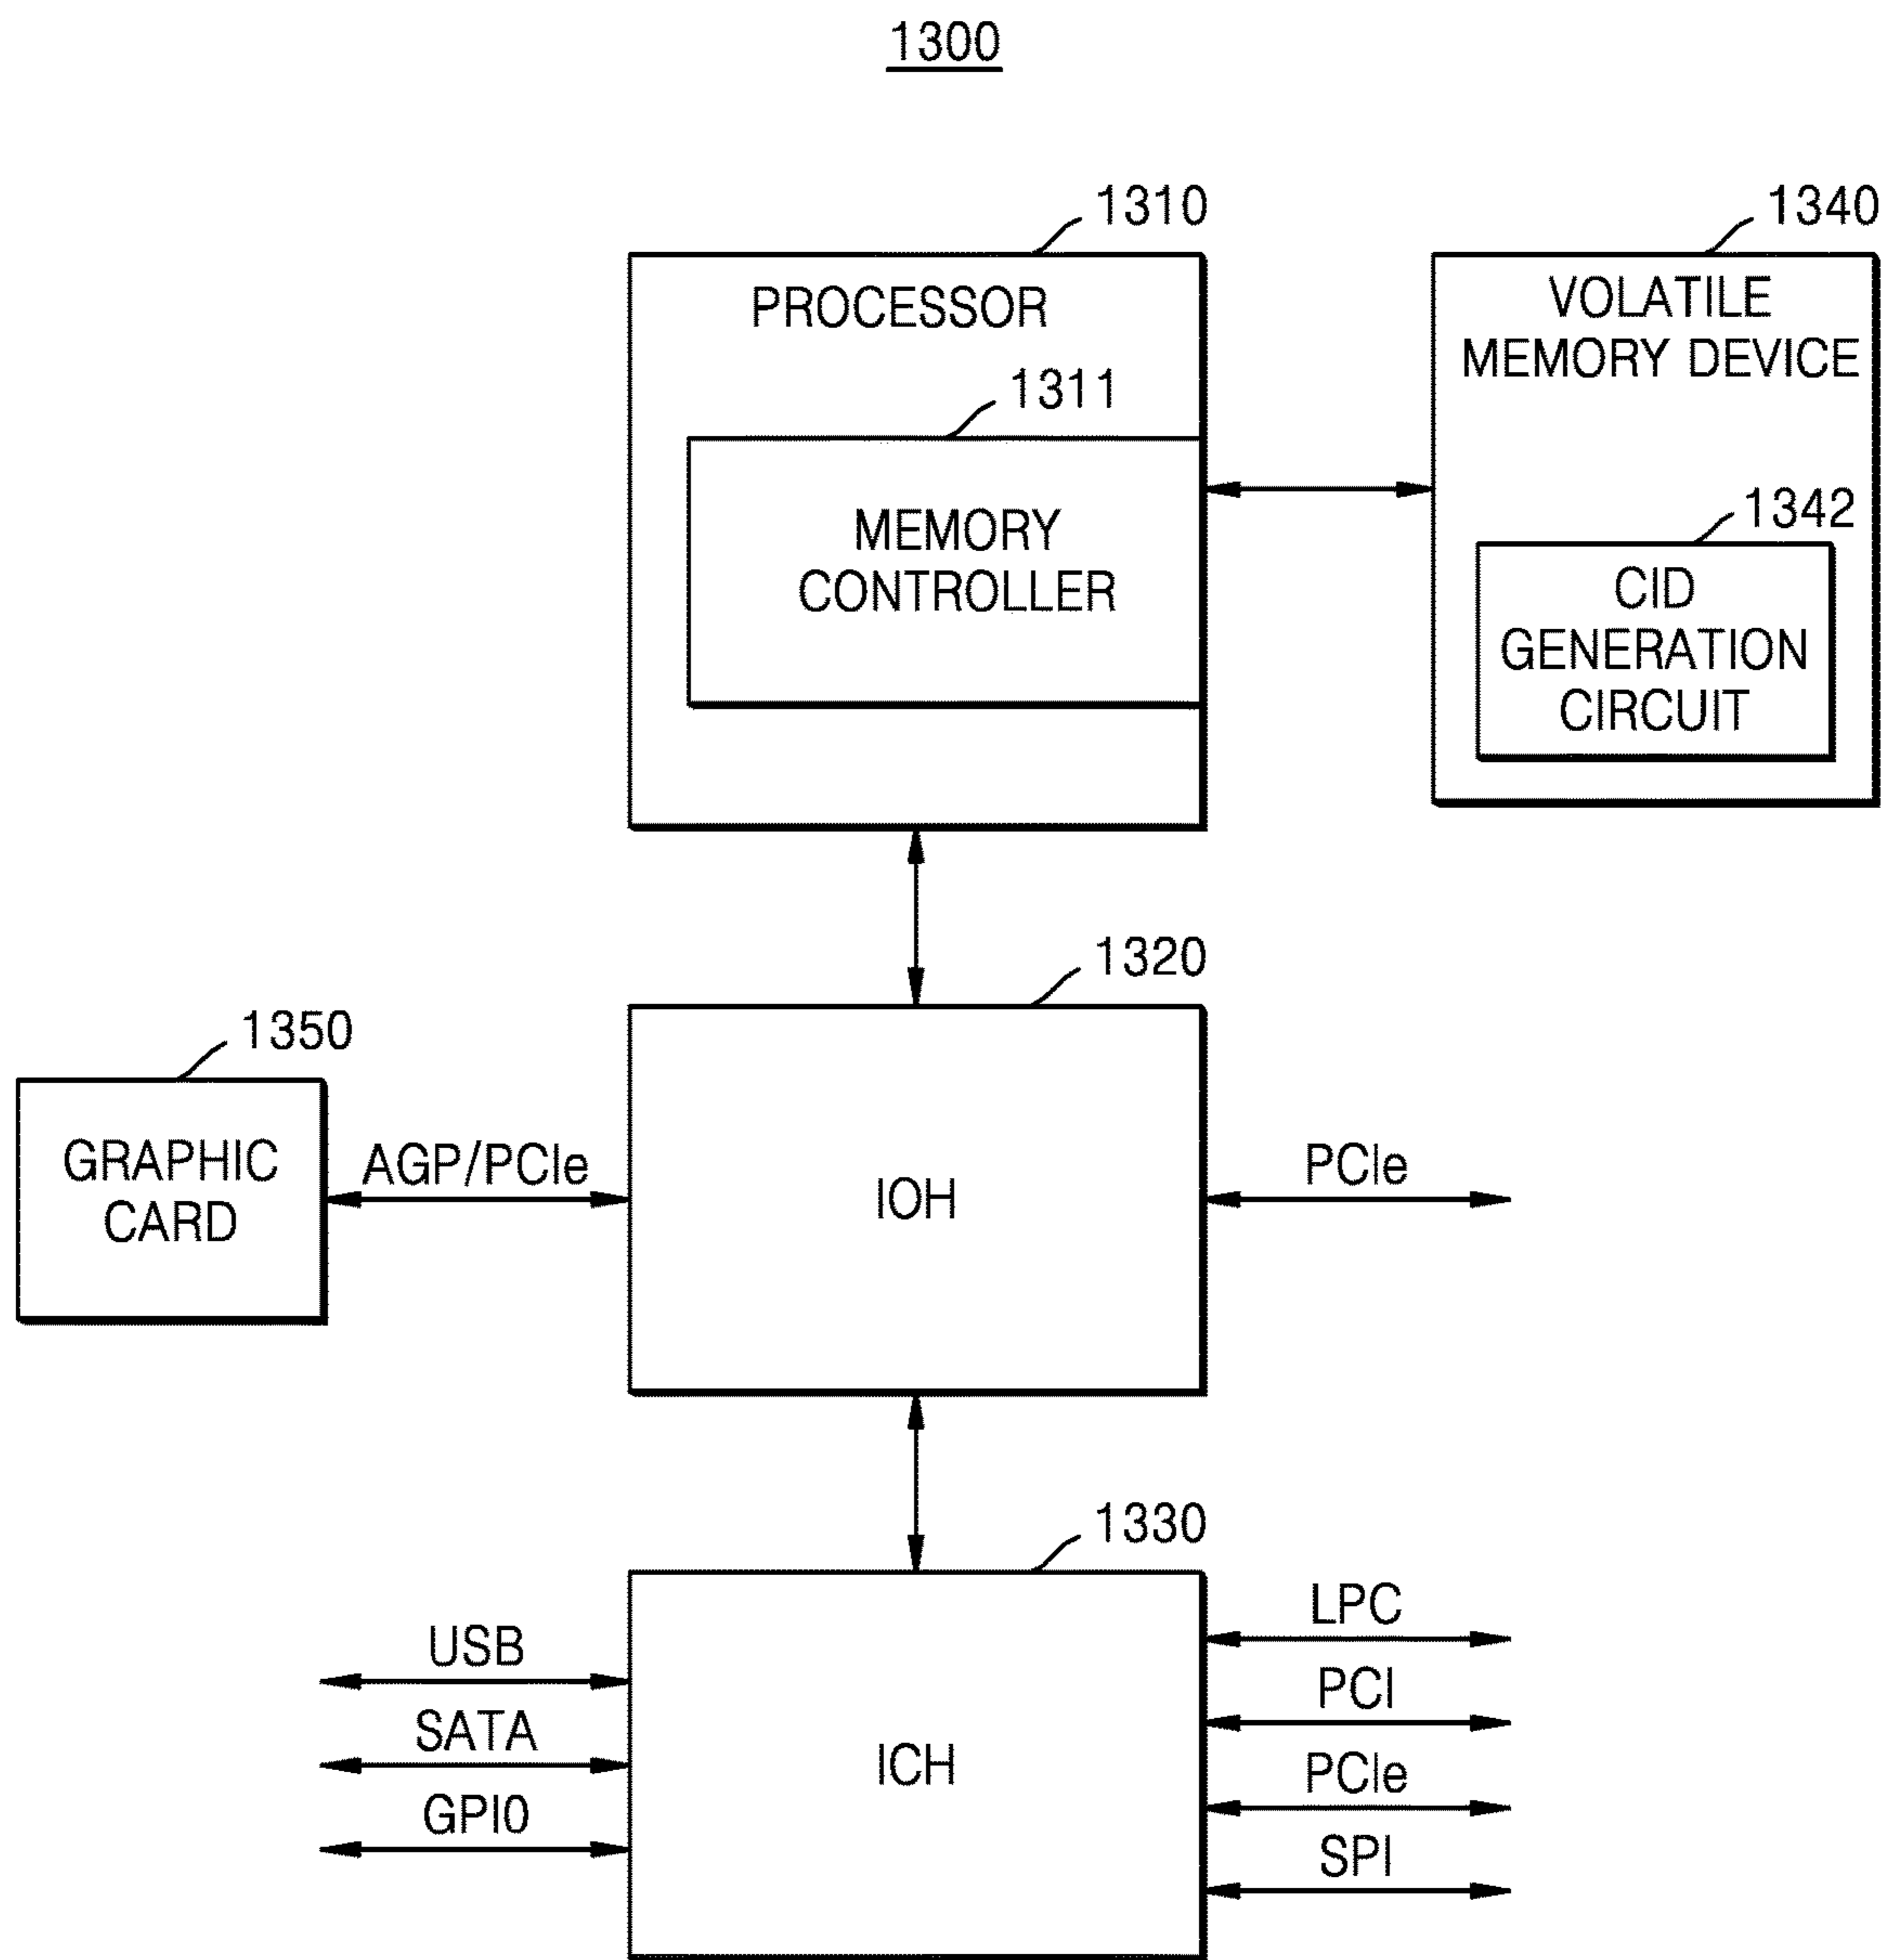 1300
1310
1340
PROCESSOR
VOLATILE
MEMORY DEVICE
1311
MEMORY
CONTROLLER
1342
CID
GENERATION
CIRCUIT
1320
1350
GRAPHIC
CARD
AGP/PCIe
IOH
PCIe
1330
USB
SATA
GPI0
ICH
LPC
PCI
PCIe
SPI